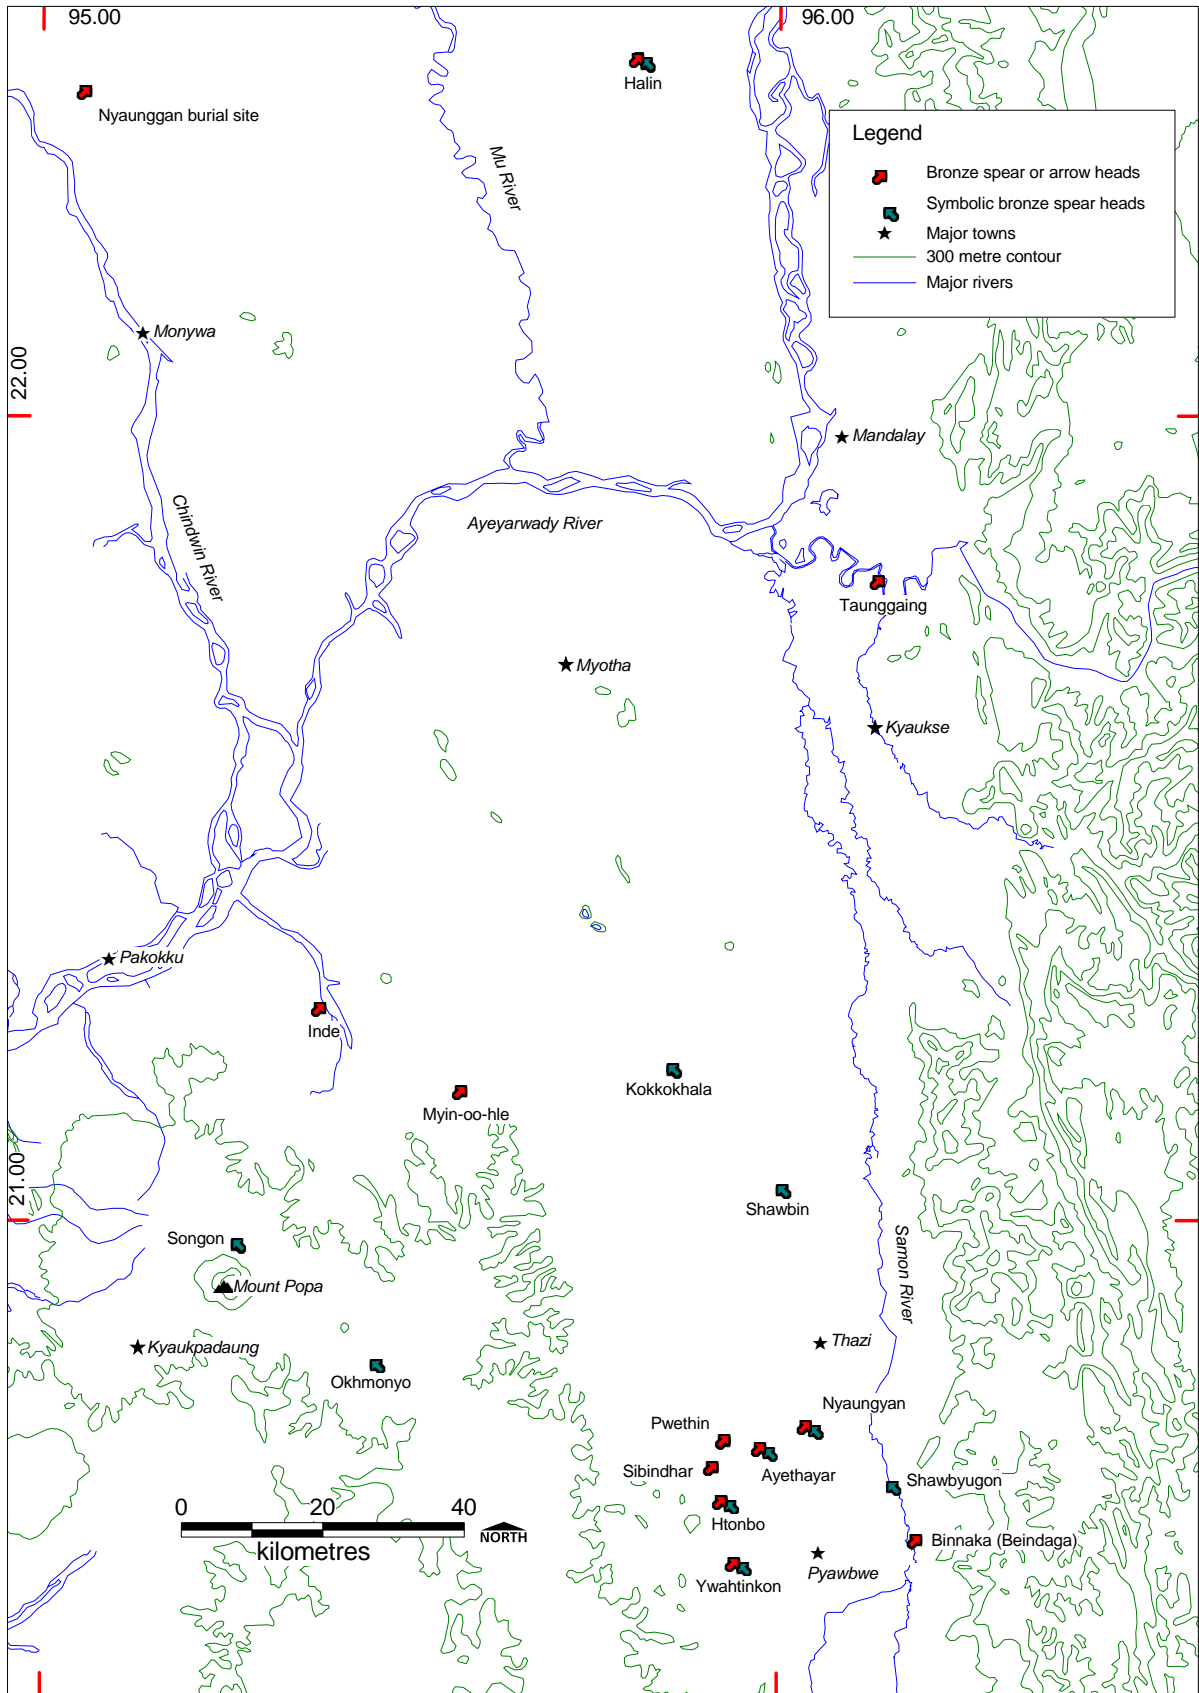 95.00
96.00
Halin
Nyaunggan burial site
Mu River
Legend
Bronze spear or arrow heads
Symbolic bronze spear heads
Major towns
300 metre contour
Major rivers
Monywa
22.00
Mandalay
Chindwin River
Ayeyarwady River
Taunggaing
Myotha
Kyaukse
Pakokku
Inde
Kokkokhala
Myin-oo-hle
21.00
Shawbin
Songon
Samon River
Mount Popa
Thazi
Kyaukpadaung
Okhmonyo
Nyaungyan
Pwethin
Sibindhar
Ayethayar
Shawbyugon
0 20 40
Htonbo
NORTH
kilometres
Binnaka (Beindaga)
Pyawbwe
Ywahtinkon